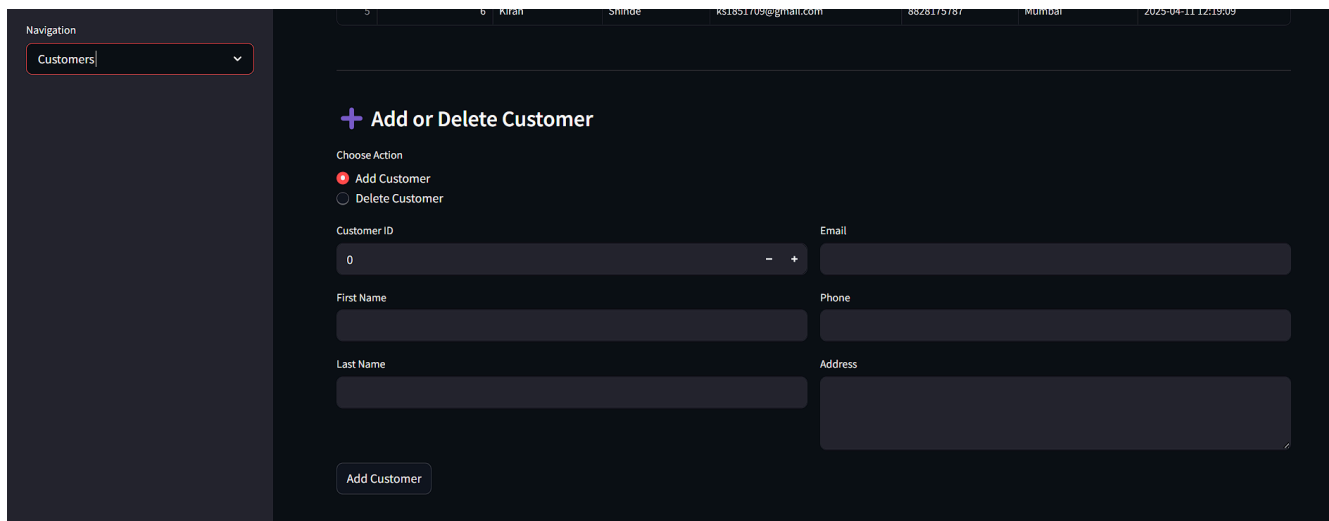 5 6 Kiran Shinde ks1851709@gmail.com 8828175787 Mumbai 2025-04-11 12:19:09
Navigation
Customers
Add or Delete Customer
Choose Action
Add Customer
Delete Customer
Customer ID
0
Email
First Name
Phone
Last Name
Address
Add Customer